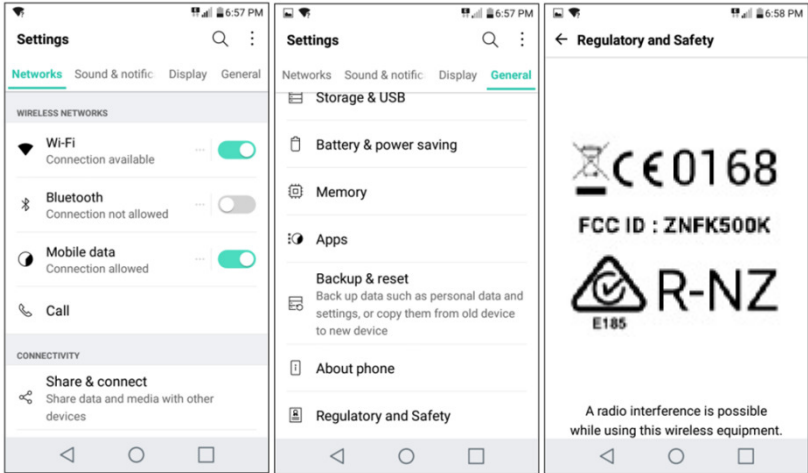 6:57 PM
Settings
Networks Sound & notific Display General
WIRELESS NETWORKS
Wi-Fi
Connection available
Bluetooth
Connection not allowed
Mobile data
Connection allowed
Call
CONNECTIVITY
Share & connect
Share data and media with other
devices
6:57 PM
Settings
Networks Sound & notific Display General
Storage & USB
Battery & power saving
Memory
Apps
Backup & reset
Back up data such as personal data and
settings, or copy them from old device
to new device
About phone
Regulatory and Safety
6:58 PM
Regulatory and Safety
CE0168
FCC ID : ZNFK500K
R-NZ
E185
A radio interference is possible
while using this wireless equipment.